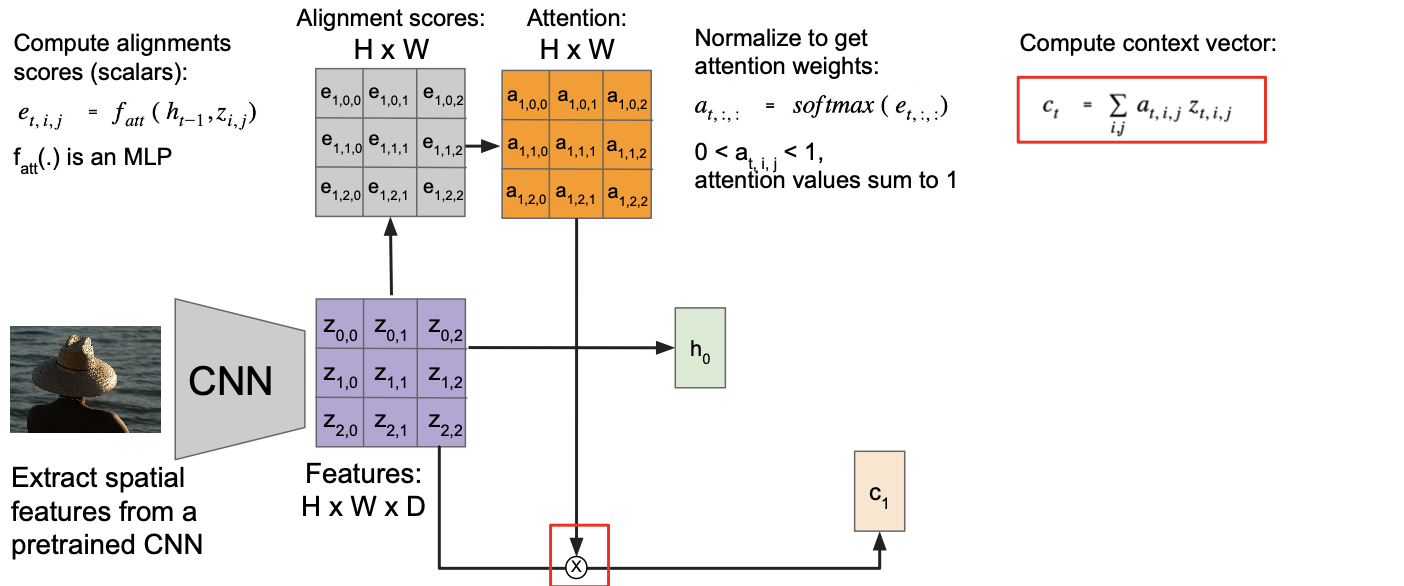 Compute alignments
scores (scalars):
e_{t,i,j} = f_{att} ( h_{t-1}, z_{i,j})
f_{att}(.) is an MLP
Alignment scores:
H x W
e_{1,0,0} e_{1,0,1} e_{1,0,2}
e_{1,1,0} e_{1,1,1} e_{1,1,2}
e_{1,2,0} e_{1,2,1} e_{1,2,2}
Attention:
H x W
a_{1,0,0} a_{1,0,1} a_{1,0,2}
a_{1,1,0} a_{1,1,1} a_{1,1,2}
a_{1,2,0} a_{1,2,1} a_{1,2,2}
Normalize to get
attention weights:
a_{t,:,:} = softmax ( e_{t,:,:})
0 < a_{t,i,j} < 1,
attention values sum to 1
Compute context vector:
c_t = ∑_{i,j} a_{t,i,j} z_{t,i,j}
CNN
z_{0,0} z_{0,1} z_{0,2}
z_{1,0} z_{1,1} z_{1,2}
z_{2,0} z_{2,1} z_{2,2}
h_0
Extract spatial
features from a
pretrained CNN
Features:
H x W x D
c_1
X